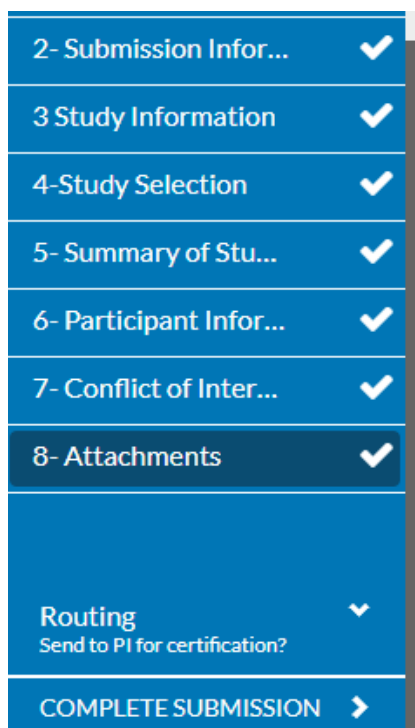 2- Submission Infor...
3 Study Information
4-Study Selection
5- Summary of Stu...
6- Participant Infor...
7- Conflict of Inter...
8- Attachments
Routing
Send to PI for certification?
COMPLETE SUBMISSION